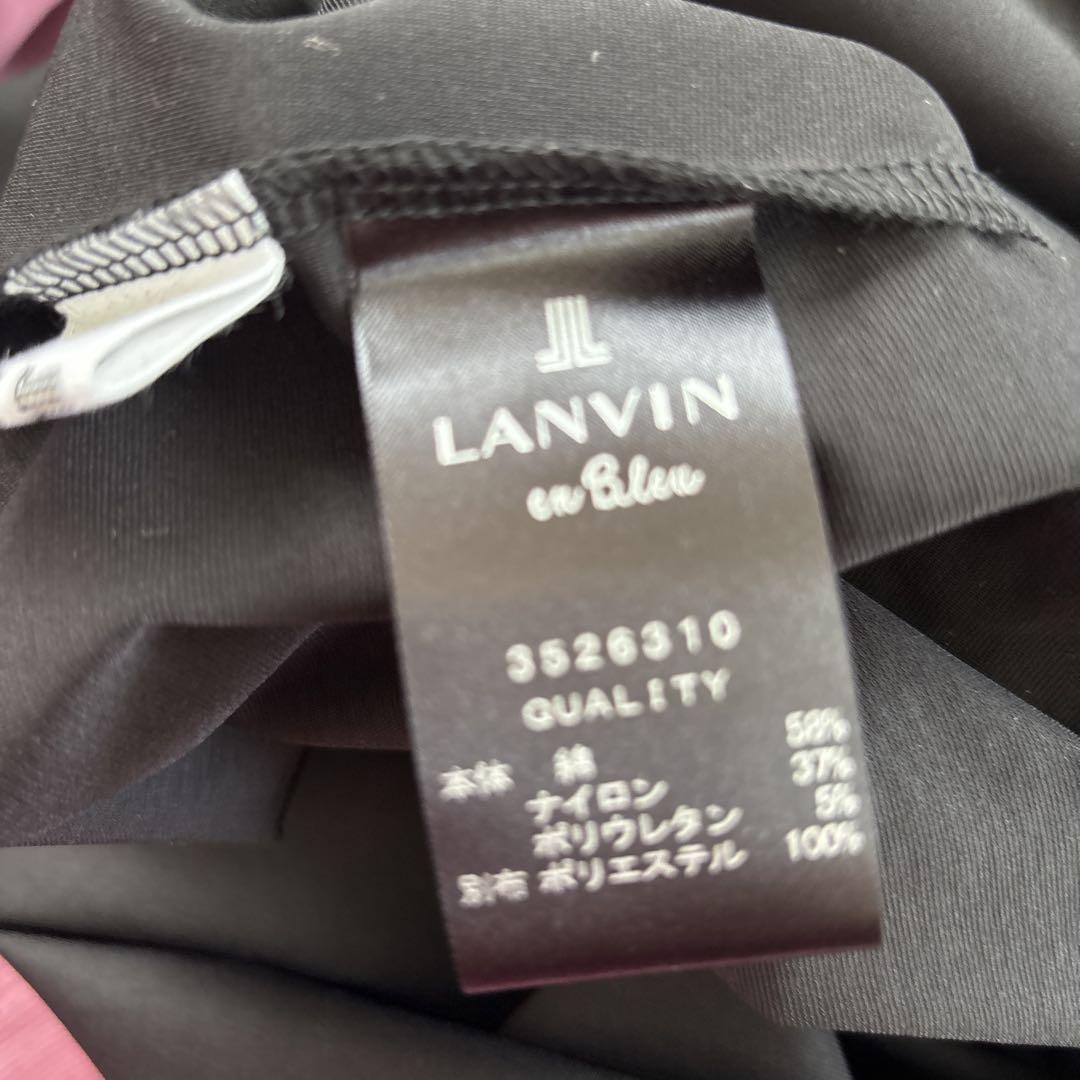 LANVIN
en Bleu
3526310
QUALITY
本体 綿 58%
ナイロン 37%
ポリウレタン 5%
別布 ポリエステル 100%